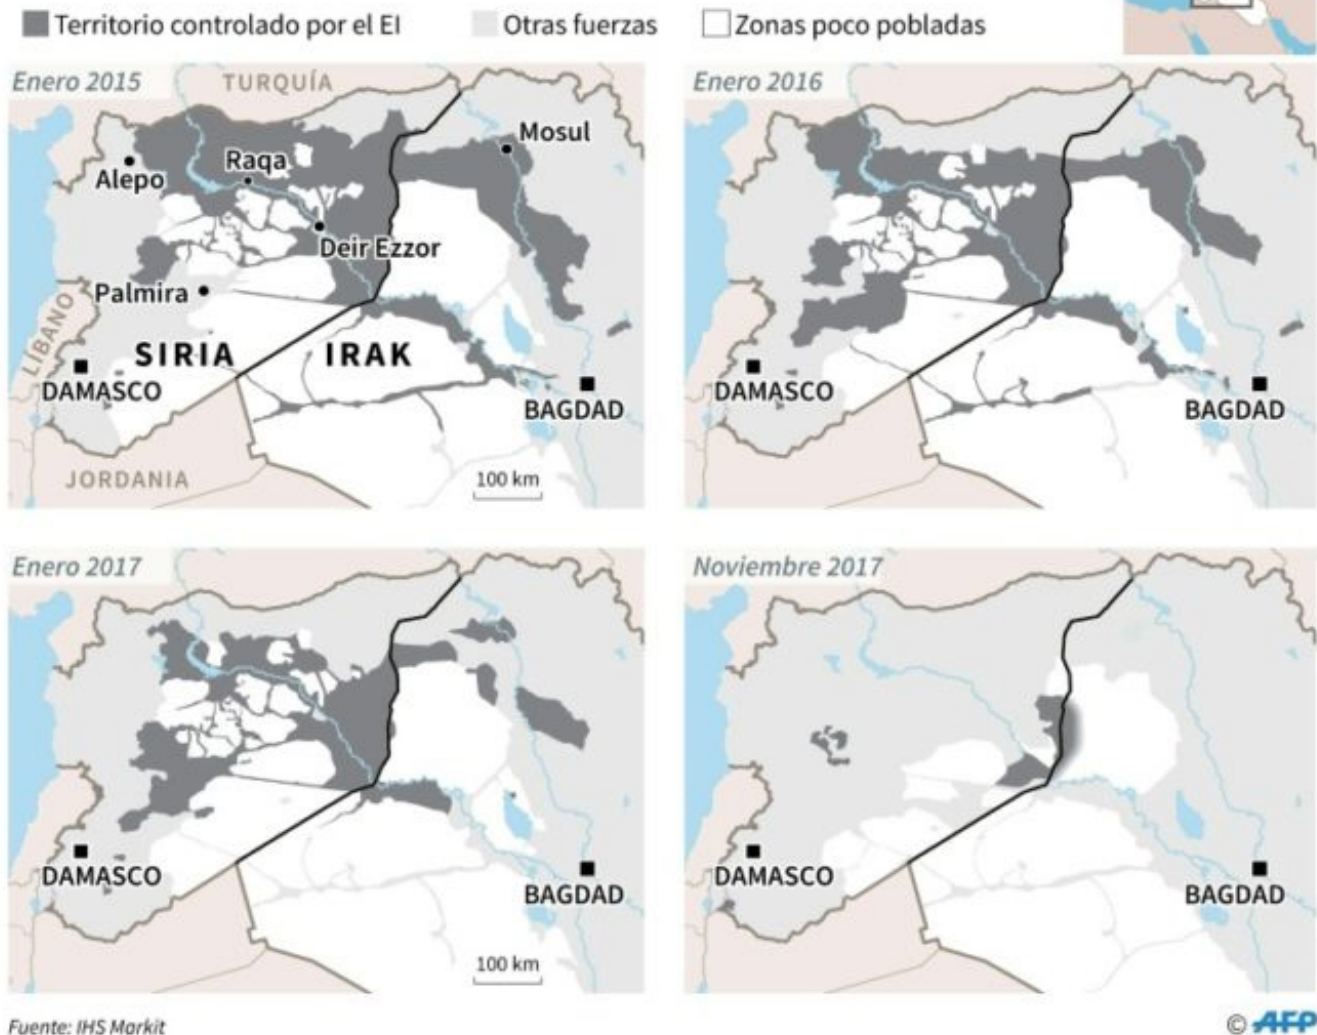 Territorio controlado por el EI
Otras fuerzas
Zonas poco pobladas
Enero 2015
TURQUÍA
Mosul
Raqa
Alepo
Deir Ezzor
Palmira
LÍBANO
SIRIA
IRAK
DAMASCO
BAGDAD
JORDANIA
100 km
Enero 2016
DAMASCO
BAGDAD
Enero 2017
DAMASCO
BAGDAD
100 km
Noviembre 2017
DAMASCO
BAGDAD
Fuente: IHS Markit
© AFP